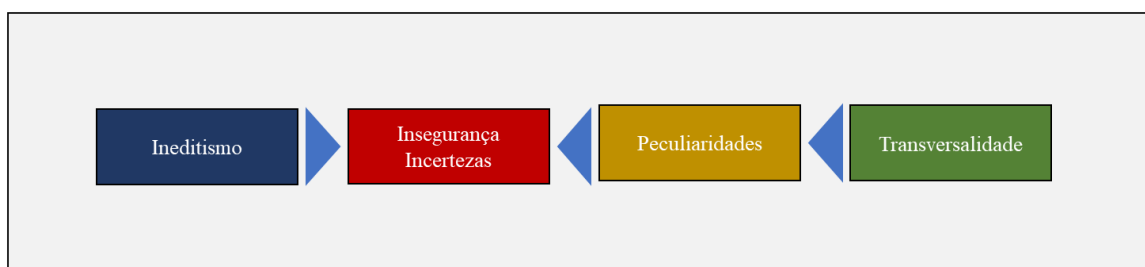 Ineditismo
Insegurança
Incertezas
Peculiaridades
Transversalidade